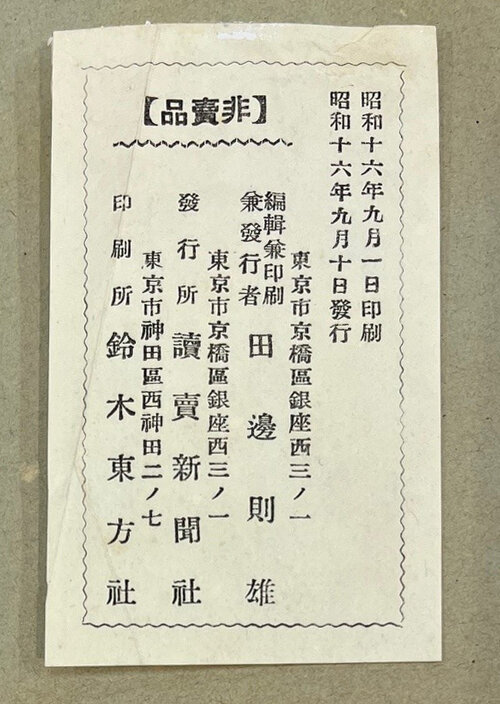 昭和十六年九月一日印刷
昭和十六年九月十日發行
【非賣品】
東京市京橋區銀座西三ノ一
編輯兼印刷
兼發行者
田邊則雄
東京市京橋區銀座西三ノ一
發行所 讀賣新聞社
東京市神田區西神田二ノ七
印刷所 鈴木東方社